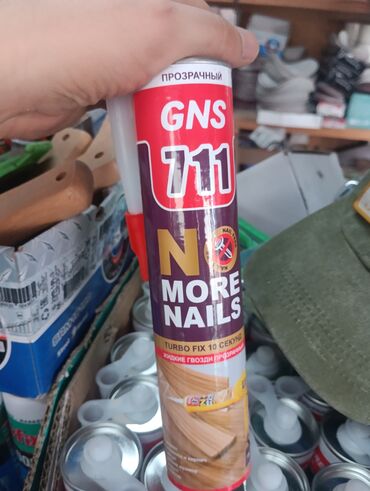 ПРОЗРАЧНЫЙ
GNS
711
NO
MORE
NAILS
TURBO FIX 10 СЕКУНД
ЖИДКИЕ ГВОЗДИ ПРОЗРАЧНЫЕ